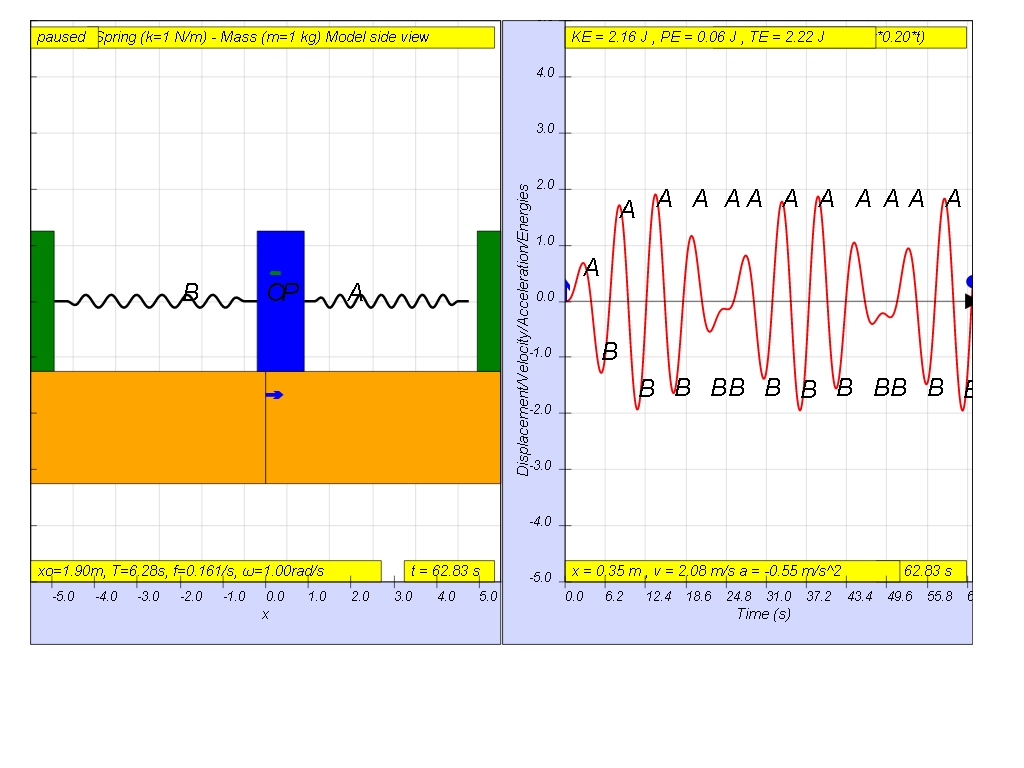 paused Spring (k=1 N/m) - Mass (m=1 kg) Model side view
B OP A
xo=1.90m, T=6.28s, f=0.161/s, ω=1.00rad/s
t = 62.83 s
-5.0 -4.0 -3.0 -2.0 -1.0 0.0 1.0 2.0 3.0 4.0 5.0
x
KE = 2.16 J , PE = 0.06 J , TE = 2.22 J
*0.20*t)
Displacement/Velocity/Acceleration/Energies
4.0
3.0
2.0
A A A A A A A A A A A
1.0
A
0.0
-1.0
B
B B B B B B B B B B B
-2.0
-3.0
-4.0
-5.0
x = 0.35 m , v = 2.08 m/s a = -0.55 m/s^2
62.83 s
0.0 6.2 12.4 18.6 24.8 31.0 37.2 43.4 49.6 55.8
Time (s)